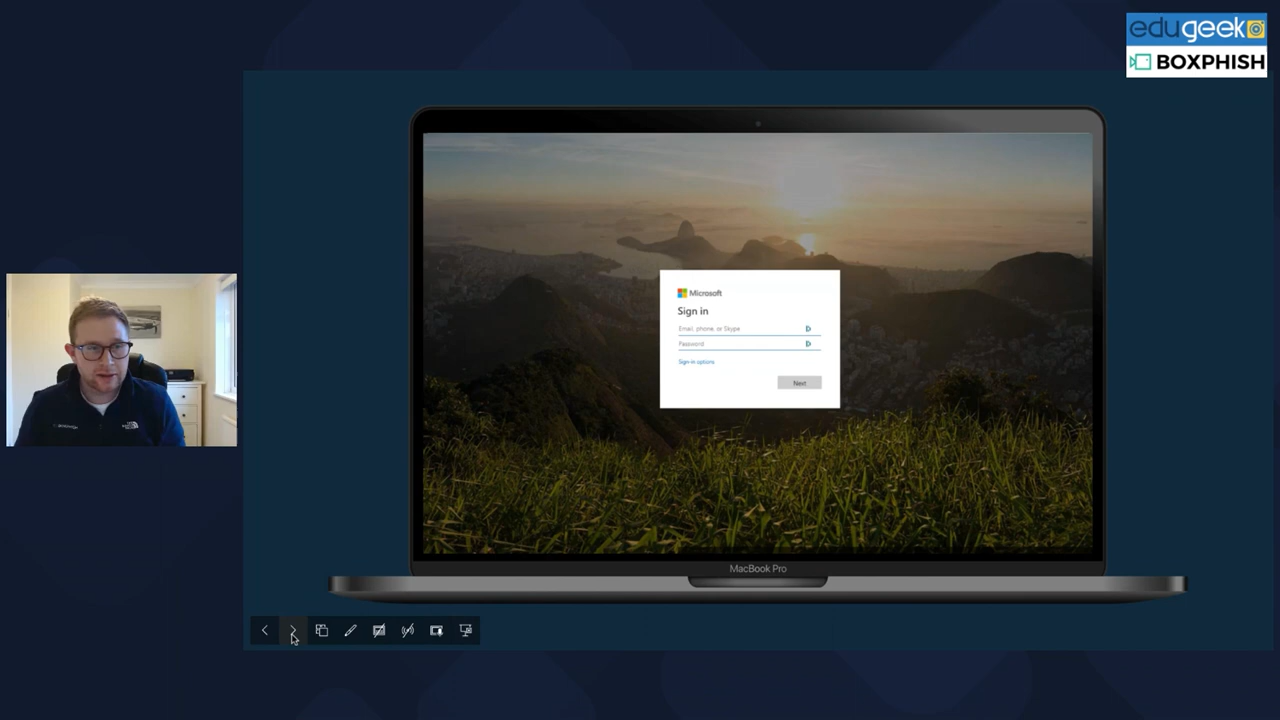 edugeek
BOXPHISH
Microsoft
Sign in
Email, phone, or Skype
Password
Sign-in options
Next
MacBook Pro